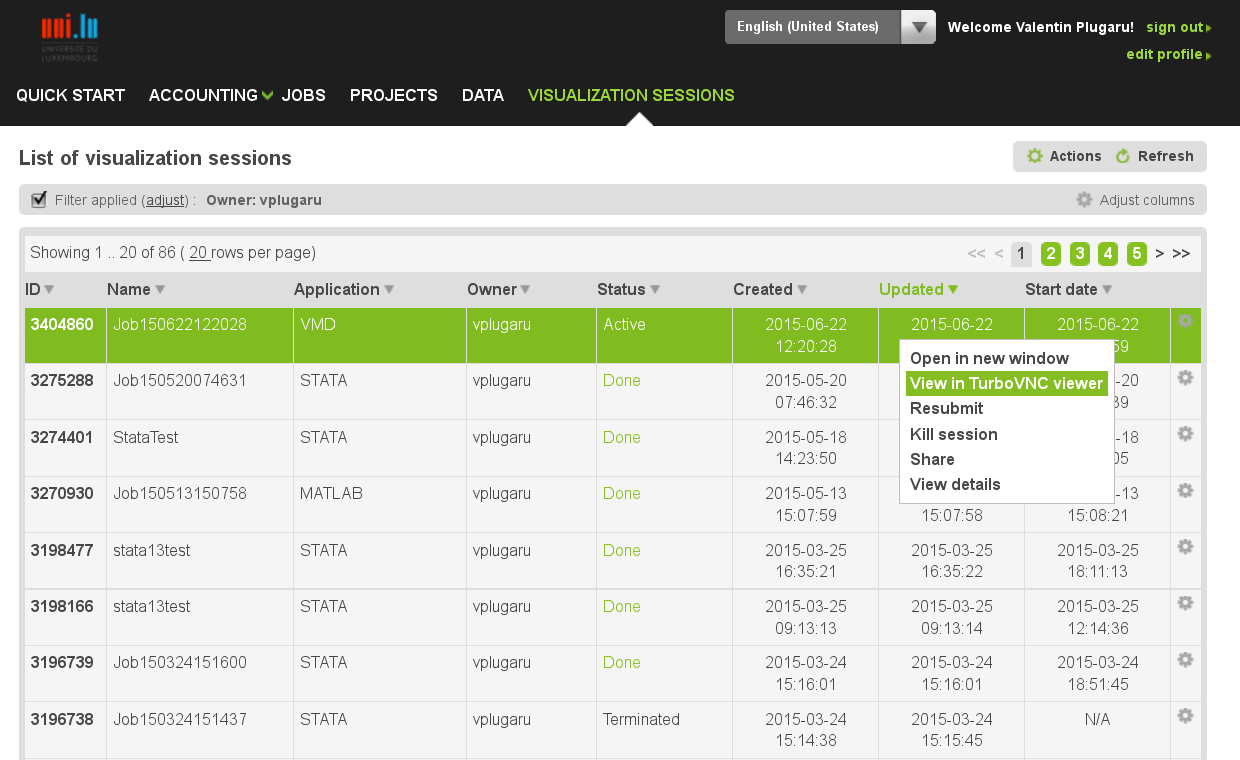 uni.lu
UNIVERSITÉ DU
LUXEMBOURG
English (United States)
Welcome Valentin Plugaru! sign out
edit profile
QUICK START ACCOUNTING JOBS PROJECTS DATA VISUALIZATION SESSIONS
List of visualization sessions
Actions Refresh
Filter applied (adjust) : Owner: vplugaru
Adjust columns
Showing 1 .. 20 of 86 ( 20 rows per page)
<< < 1 2 3 4 5 > >>
ID Name Application Owner Status Created Updated Start date
3404860 Job150622122028 VMD vplugaru Active 2015-06-22 2015-06-22 2015-06-22
12:20:28 59
Open in new window
View in TurboVNC viewer
Resubmit
Kill session
Share
View details
3275288 Job150520074631 STATA vplugaru Done 2015-05-20 -20
07:46:32 39
3274401 StataTest STATA vplugaru Done 2015-05-18 -18
14:23:50 05
3270930 Job150513150758 MATLAB vplugaru Done 2015-05-13 -13
15:07:59 15:07:58 15:08:21
3198477 stata13test STATA vplugaru Done 2015-03-25 2015-03-25 2015-03-25
16:35:21 16:35:22 18:11:13
3198166 stata13test STATA vplugaru Done 2015-03-25 2015-03-25 2015-03-25
09:13:13 09:13:14 12:14:36
3196739 Job150324151600 STATA vplugaru Done 2015-03-24 2015-03-24 2015-03-24
15:16:01 15:16:01 18:51:45
3196738 Job150324151437 STATA vplugaru Terminated 2015-03-24 2015-03-24 N/A
15:14:38 15:15:45